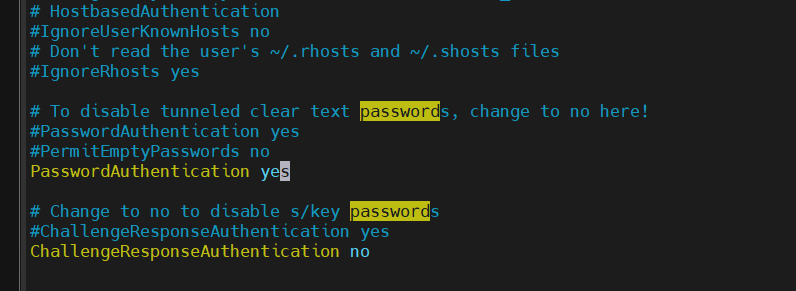 # HostbasedAuthentication
#IgnoreUserKnownHosts no
# Don't read the user's ~/.rhosts and ~/.shosts files
#IgnoreRhosts yes
# To disable tunneled clear text passwords, change to no here!
#PasswordAuthentication yes
#PermitEmptyPasswords no
PasswordAuthentication yes
# Change to no to disable s/key passwords
#ChallengeResponseAuthentication yes
ChallengeResponseAuthentication no